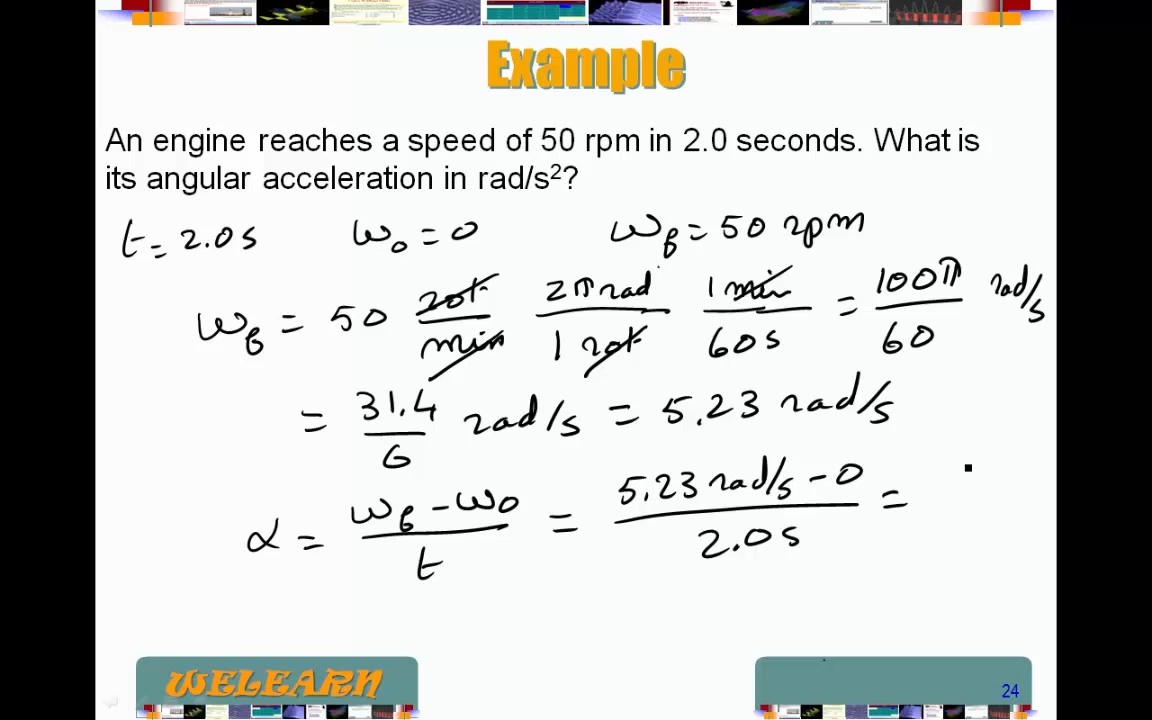 Example
An engine reaches a speed of 50 rpm in 2.0 seconds. What is
its angular acceleration in rad/s²?
t = 2.0 s ω₀ = 0 ω_f = 50 rpm
ω_f = 50 rot/min 2π rad/1 rot 1 min/60 s = 100π/60 rad/s
= 31.4/6 rad/s = 5.23 rad/s
α = (ω_f - ω₀)/t = (5.23 rad/s - 0)/2.0 s =
WELEARN
24